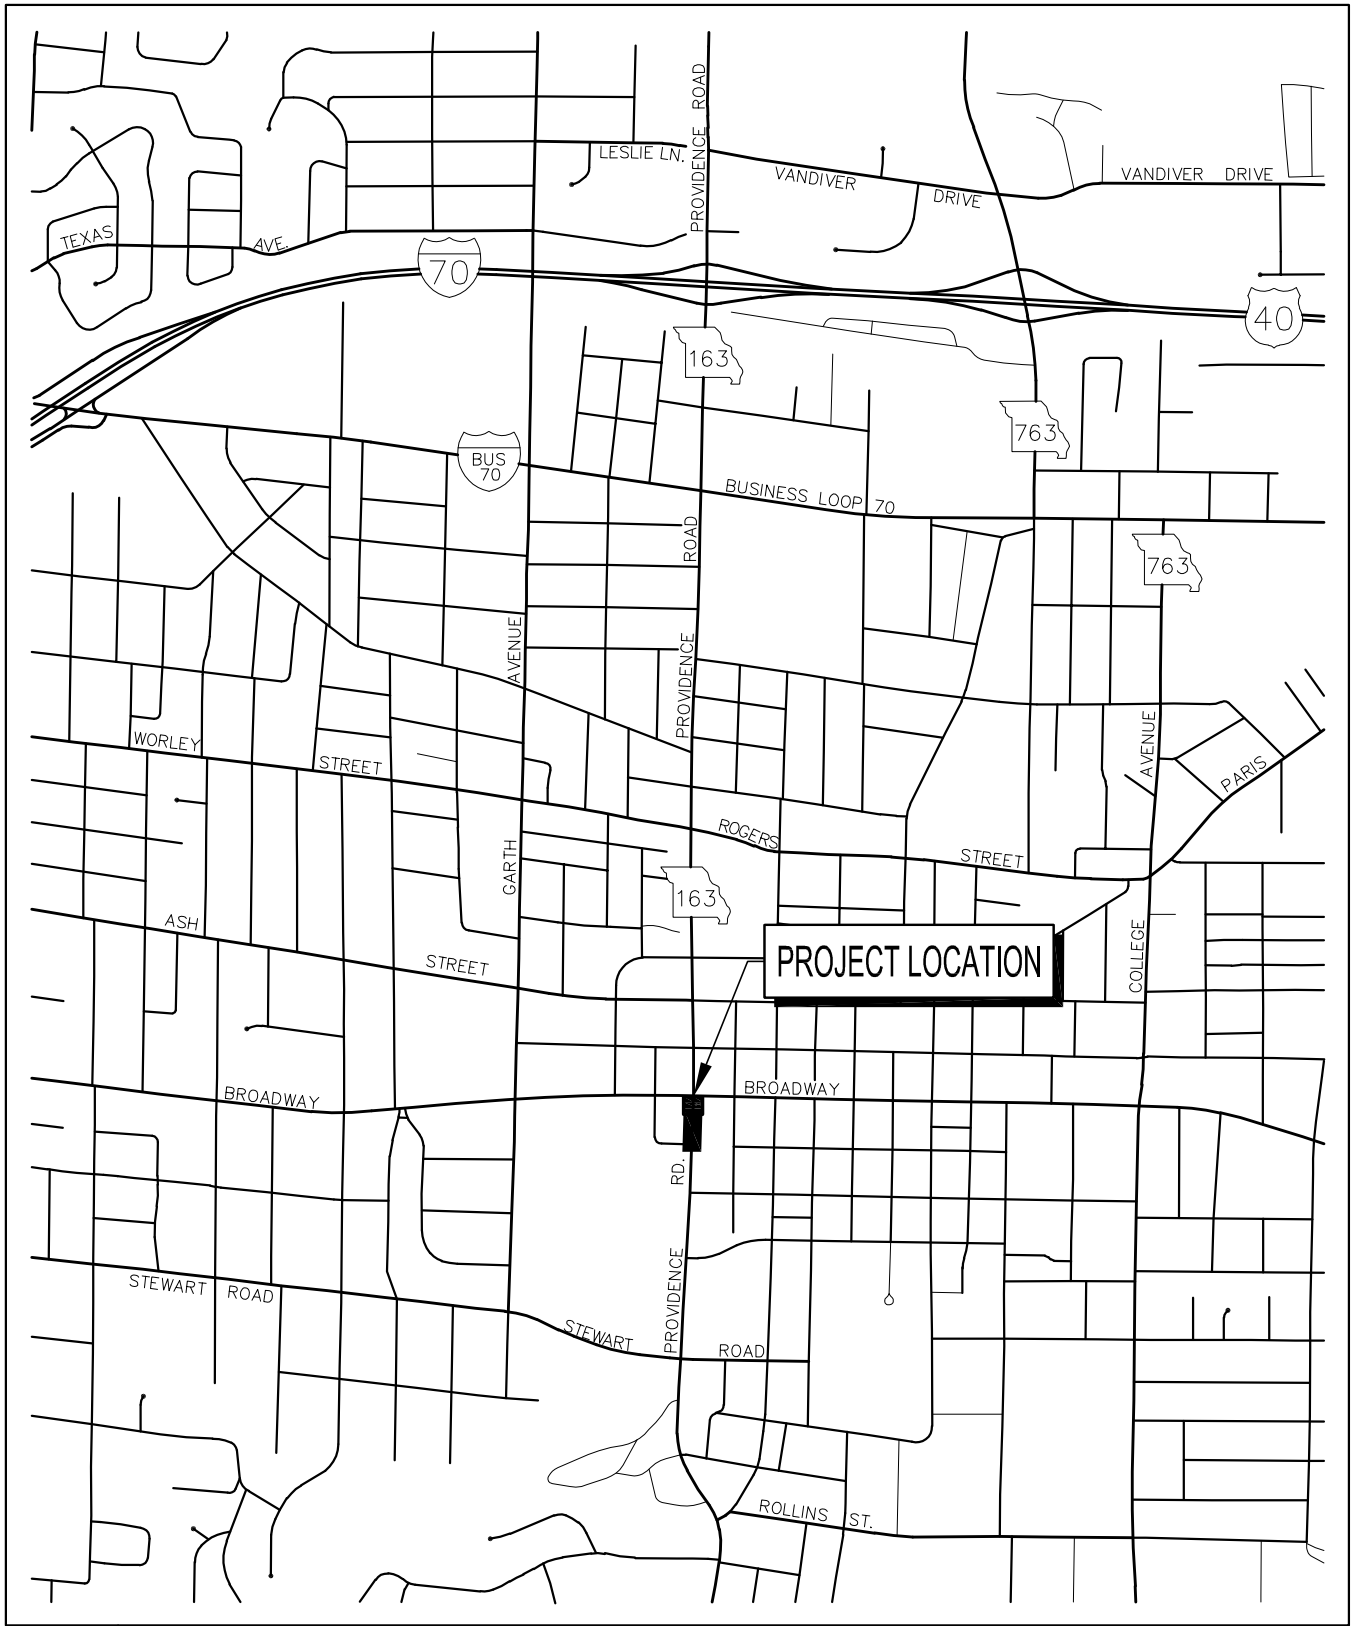 PROVIDENCE ROAD
LESLIE LN.
VANDIVER DRIVE
VANDIVER DRIVE
TEXAS AVE.
70
40
163
763
BUS
70
BUSINESS LOOP 70
763
PROVIDENCE ROAD
AVENUE
WORLEY STREET
AVENUE
PARIS
ROGERS STREET
GARTH
163
ASH STREET
COLLEGE
PROJECT LOCATION
BROADWAY
BROADWAY
PROVIDENCE RD.
STEWART ROAD
STEWART ROAD
ROLLINS ST.